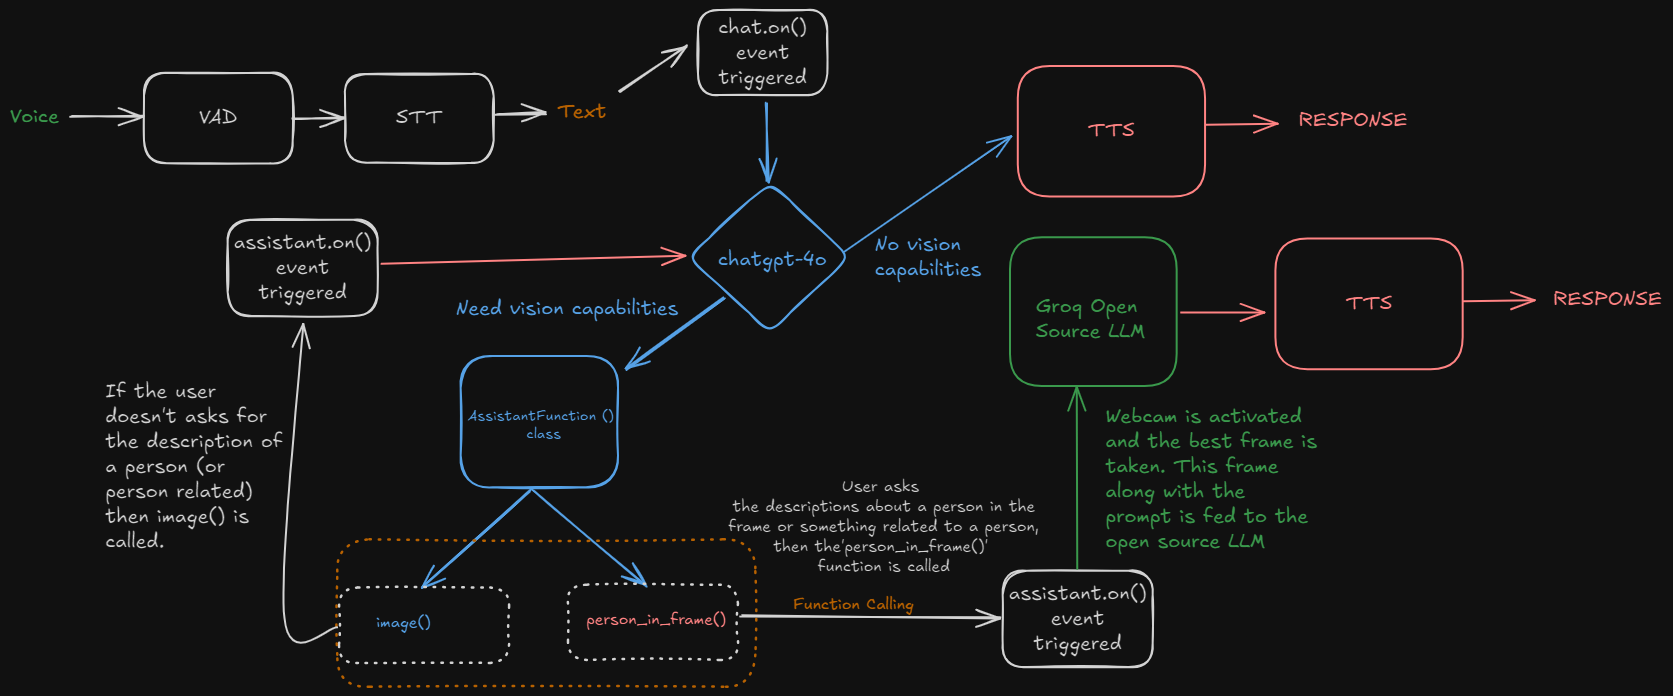 Voice
VAD
STT
Text
chat.on()
event
triggered
TTS
RESPONSE
chatgpt-4o
No vision
capabilities
assistant.on()
event
triggered
Need vision capabilities
Groq Open
Source LLM
TTS
RESPONSE
AssistantFunction ()
class
If the user
doesn't asks for
the description of
a person (or
person related)
then image() is
called.
User asks
the descriptions about a person in the
frame or something related to a person,
then the'person_in_frame()'
function is called
Webcam is activated
and the best frame is
taken. This frame
along with the
prompt is fed to the
open source LLM
image()
person_in_frame()
Function Calling
assistant.on()
event
triggered